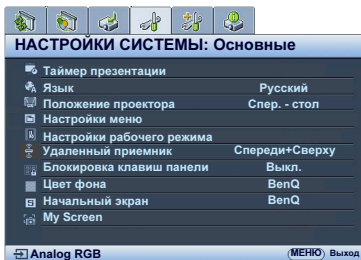 НАСТРОЙКИ СИСТЕМЫ: Основные
Таймер презентации
Язык Русский
Положение проектора Спер. - стол
Настройки меню
Настройки рабочего режима
Удаленный приемник Спереди+Сверху
Блокировка клавиш панели Выкл.
Цвет фона BenQ
Начальный экран BenQ
My Screen
Analog RGB МЕНЮ Выход